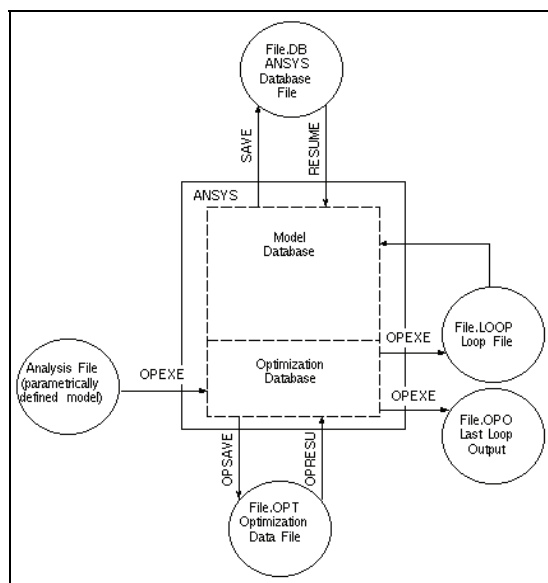 File.DB
ANSYS
Database
File
SAVE
RESUME
ANSYS
Model
Database
OPEXE
File.LOOP
Loop File
Analysis File
(parametrically
defined model)
OPEXE
Optimization
Database
OPEXE
File.OPO
Last Loop
Output
OPSAVE
OPRESU
File.OPT
Optimization
Data File